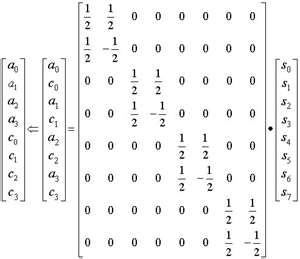 [a₀ a₁ a₂ a₃ c₀ c₁ c₂ c₃]ᵀ ⇐ [a₀ c₀ a₁ c₁ a₂ c₂ a₃ c₃]ᵀ =
1/2 1/2 0 0 0 0 0 0
1/2 −1/2 0 0 0 0 0 0
0 0 1/2 1/2 0 0 0 0
0 0 1/2 −1/2 0 0 0 0
0 0 0 0 1/2 1/2 0 0
0 0 0 0 1/2 −1/2 0 0
0 0 0 0 0 0 1/2 1/2
0 0 0 0 0 0 1/2 −1/2
• [s₀ s₁ s₂ s₃ s₄ s₅ s₆ s₇]ᵀ